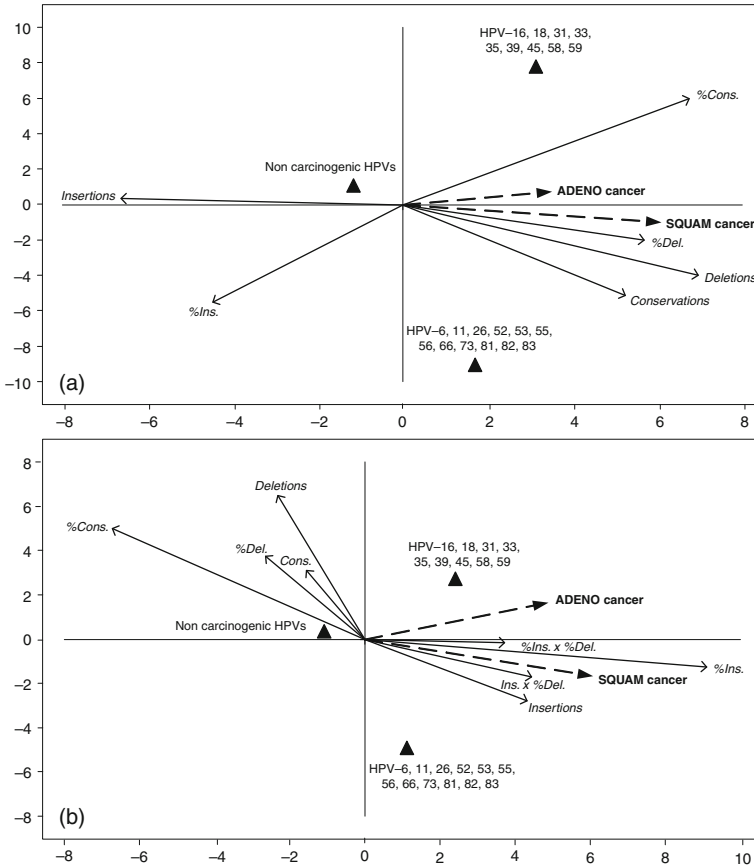 10
8
6
4
2
0
–2
–4
–6
–8
–10
HPV–16, 18, 31, 33,
35, 39, 45, 58, 59
%Cons.
Non carcinogenic HPVs
Insertions
ADENO cancer
SQUAM cancer
%Del.
Deletions
Conservations
%Ins.
HPV–6, 11, 26, 52, 53, 55,
56, 66, 73, 81, 82, 83
(a)
–8 –6 –4 –2 0 2 4 6 8
8
6
4
2
0
–2
–4
–6
–8
Deletions
%Cons.
%Del.
Cons.
HPV–16, 18, 31, 33,
35, 39, 45, 58, 59
ADENO cancer
Non carcinogenic HPVs
%Ins. x %Del.
%Ins.
Ins. x %Del.
SQUAM cancer
Insertions
HPV–6, 11, 26, 52, 53, 55,
56, 66, 73, 81, 82, 83
(b)
–8 –6 –4 –2 0 2 4 6 8 10